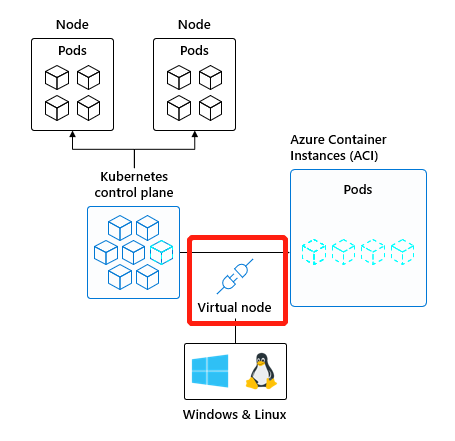 Node
Node
Pods
Pods
Azure Container
Instances (ACI)
Kubernetes
control plane
Pods
Virtual node
Windows & Linux